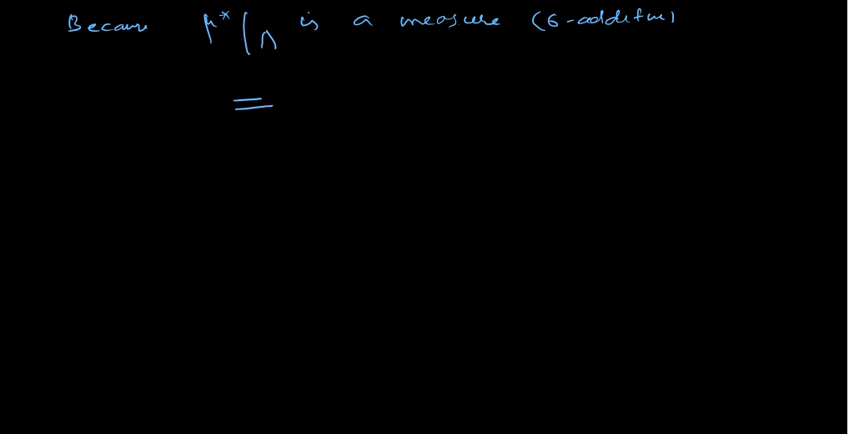 Because μ*|Λ is a measure (σ-additive)
=